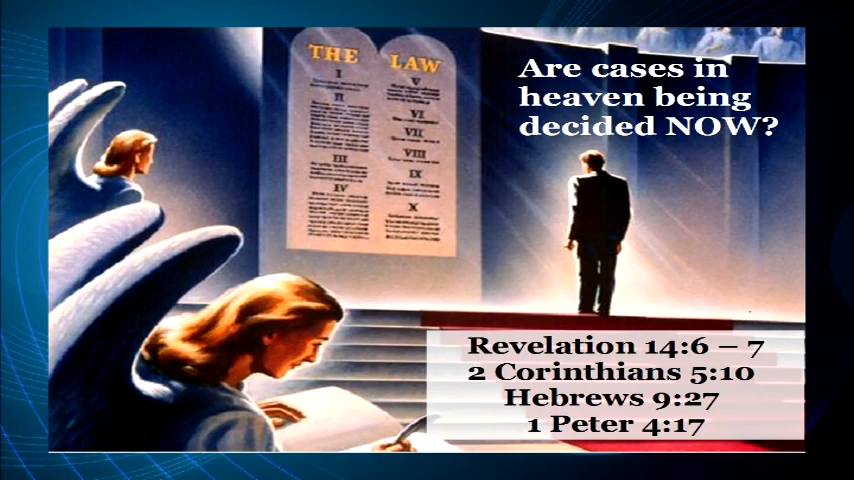 THE LAW
I
II
III
IV
V
VI
VII
VIII
IX
X
Are cases in
heaven being
decided NOW?
Revelation 14:6 – 7
2 Corinthians 5:10
Hebrews 9:27
1 Peter 4:17